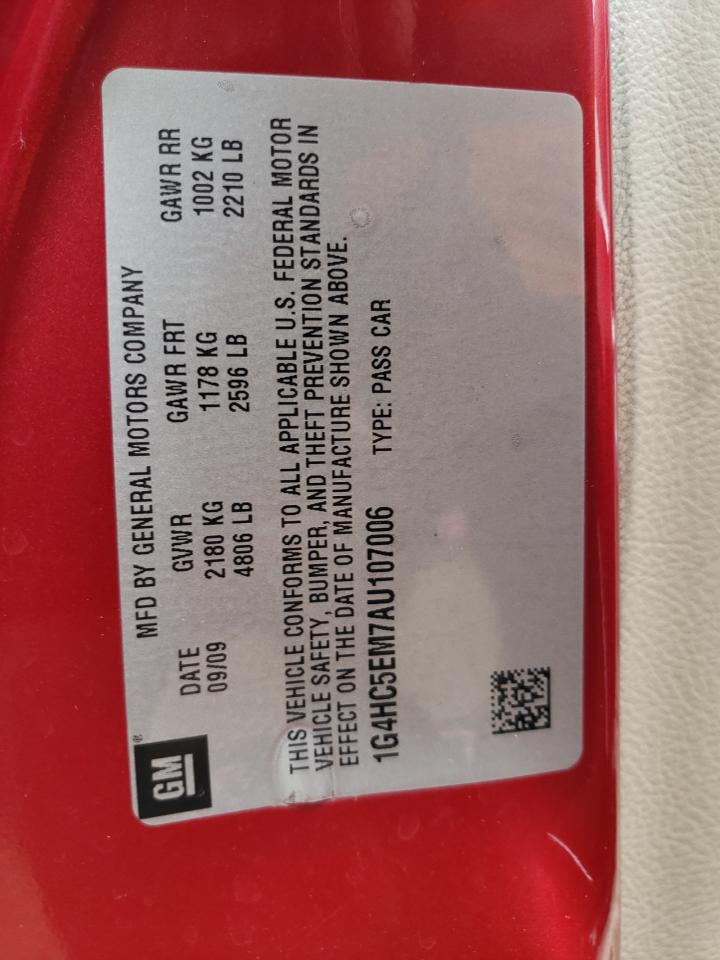 GM ®
MFD BY GENERAL MOTORS COMPANY
DATE GVWR GAWR FRT GAWR RR
09/09 2180 KG 1178 KG 1002 KG
4806 LB 2596 LB 2210 LB
THIS VEHICLE CONFORMS TO ALL APPLICABLE U.S. FEDERAL MOTOR
VEHICLE SAFETY, BUMPER, AND THEFT PREVENTION STANDARDS IN
EFFECT ON THE DATE OF MANUFACTURE SHOWN ABOVE.
1G4HC5EM7AU107006 TYPE: PASS CAR